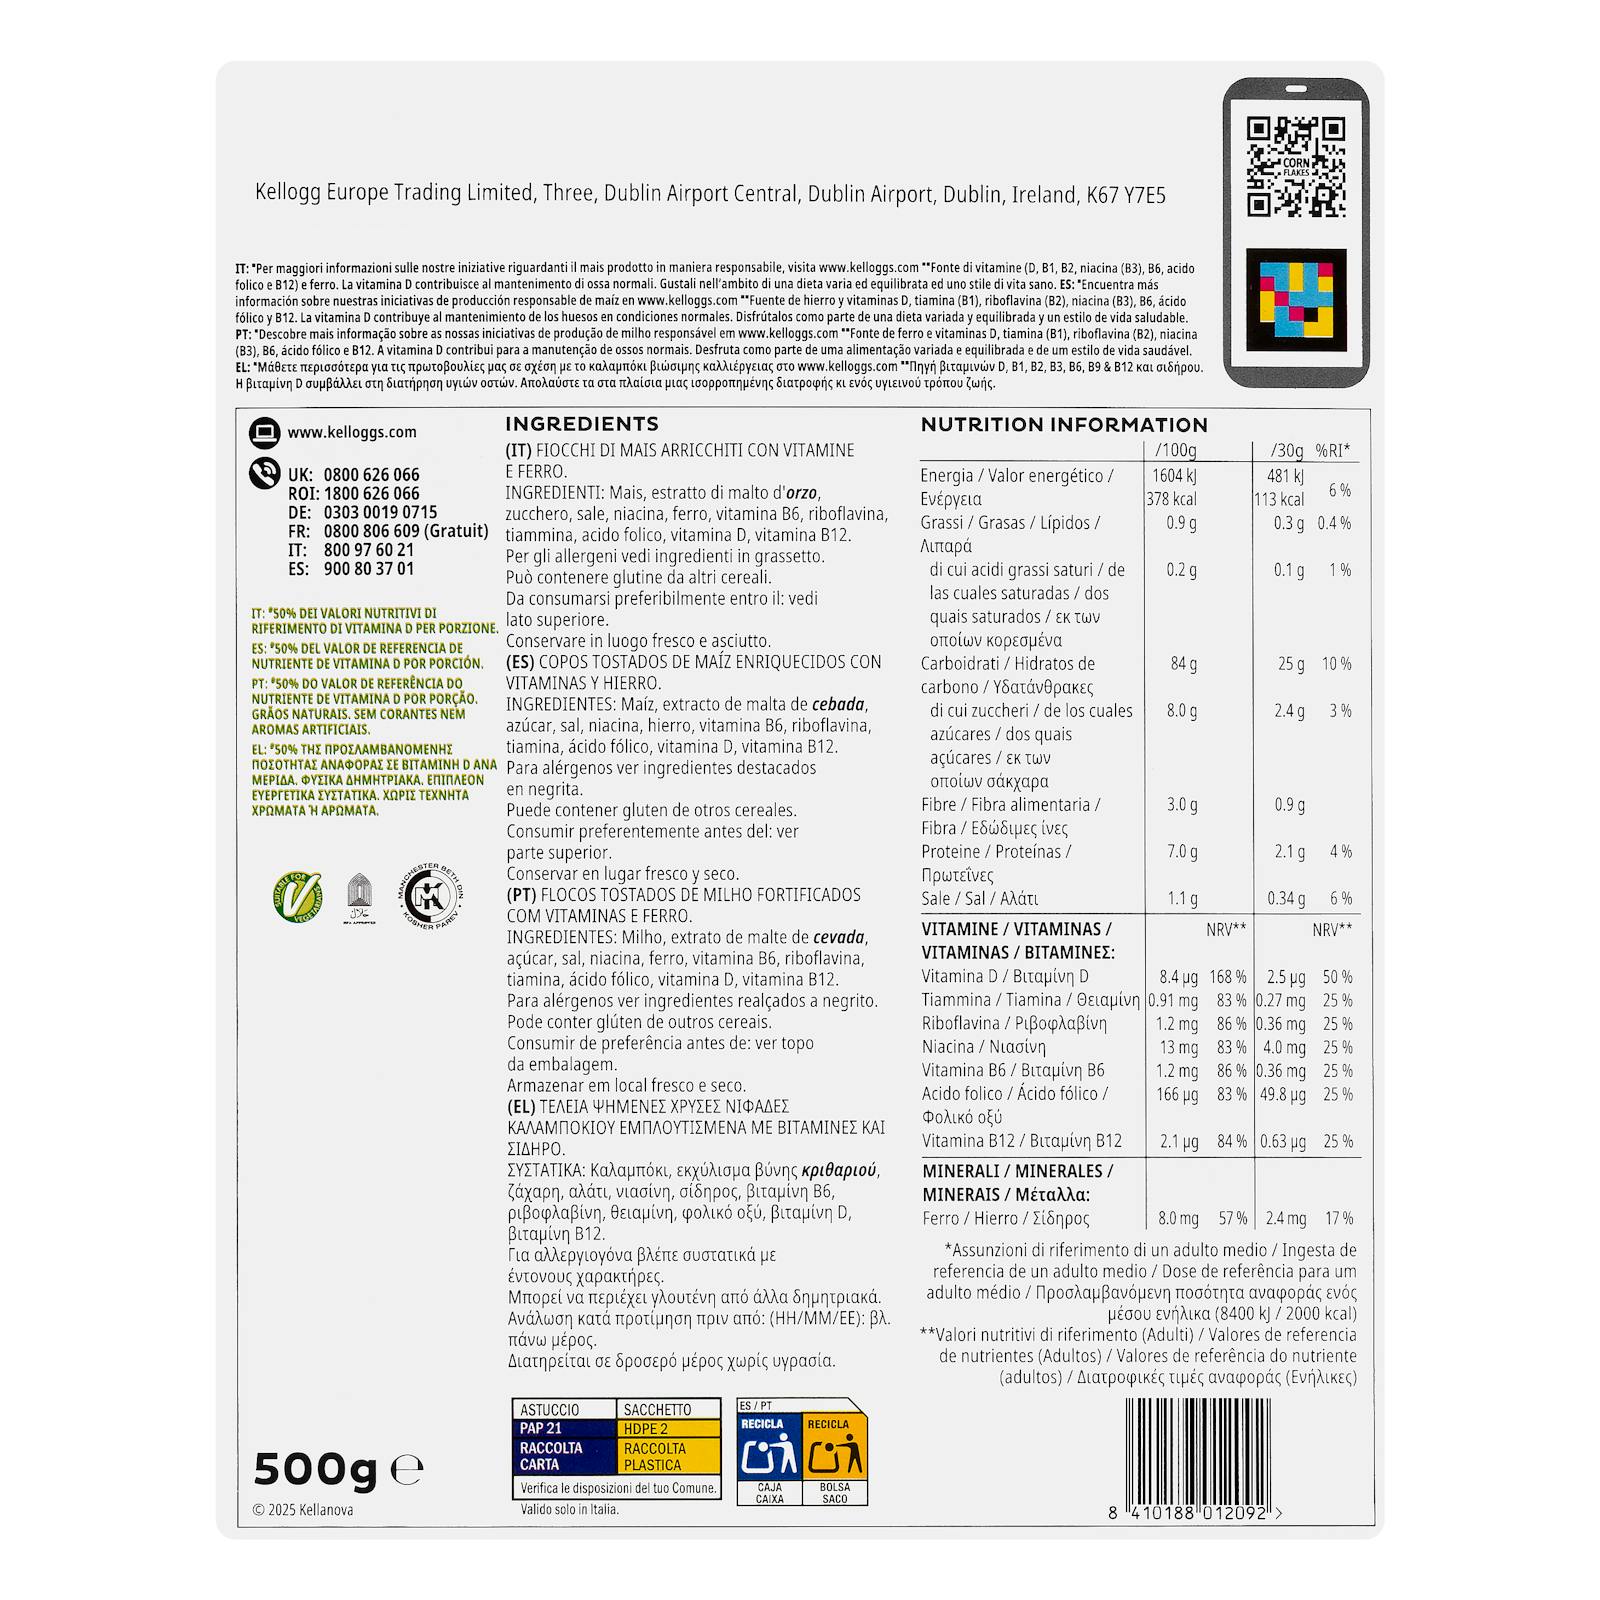 CORN
FLAKES
Kellogg Europe Trading Limited, Three, Dublin Airport Central, Dublin Airport, Dublin, Ireland, K67 Y7E5
IT: *Per maggiori informazioni sulle nostre iniziative riguardanti il mais prodotto in maniera responsabile, visita www.kelloggs.com **Fonte di vitamine (D, B1, B2, niacina (B3), B6, acido
folico e B12) e ferro. La vitamina D contribuisce al mantenimento di ossa normali. Gustali nell'ambito di una dieta varia ed equilibrata ed uno stile di vita sano. ES: *Encuentra más
información sobre nuestras iniciativas de producción responsable de maíz en www.kelloggs.com **Fuente de hierro y vitaminas D, tiamina (B1), riboflavina (B2), niacina (B3), B6, ácido
fólico y B12. La vitamina D contribuye al mantenimiento de los huesos en condiciones normales. Disfrútalos como parte de una dieta variada y equilibrada y un estilo de vida saludable.
PT: *Descobre mais informação sobre as nossas iniciativas de produção de milho responsável em www.kelloggs.com **Fonte de ferro e vitaminas D, tiamina (B1), riboflavina (B2), niacina
(B3), B6, ácido fólico e B12. A vitamina D contribui para a manutenção de ossos normais. Desfruta como parte de uma alimentação variada e equilibrada e de um estilo de vida saudável.
EL: *Μάθετε περισσότερα για τις πρωτοβουλίες μας σε σχέση με το καλαμπόκι βιώσιμης καλλιέργειας στο www.kelloggs.com **Πηγή βιταμινών D, B1, B2, B3, B6, B9 & B12 και σιδήρου.
Η βιταμίνη D συμβάλλει στη διατήρηση υγιών οστών. Απολαύστε τα στα πλαίσια μιας ισορροπημένης διατροφής κι ενός υγιεινού τρόπου ζωής.
www.kelloggs.com
UK: 0800 626 066
ROI: 1800 626 066
DE: 0303 0019 0715
FR: 0800 806 609 (Gratuit)
IT: 800 97 60 21
ES: 900 80 37 01
IT: #50% DEI VALORI NUTRITIVI DI
RIFERIMENTO DI VITAMINA D PER PORZIONE.
ES: #50% DEL VALOR DE REFERENCIA DE
NUTRIENTE DE VITAMINA D POR PORCIÓN.
PT: #50% DO VALOR DE REFERÊNCIA DO
NUTRIENTE DE VITAMINA D POR PORÇÃO.
GRÃOS NATURAIS. SEM CORANTES NEM
AROMAS ARTIFICIAIS.
EL: #50% ΤΗΣ ΠΡΟΣΛΑΜΒΑΝΟΜΕΝΗΣ
ΠΟΣΟΤΗΤΑΣ ΑΝΑΦΟΡΑΣ ΣΕ ΒΙΤΑΜΙΝΗ D ΑΝΑ
ΜΕΡΙΔΑ. ΦΥΣΙΚΑ ΔΗΜΗΤΡΙΑΚΑ. ΕΠΙΠΛΕΟΝ
ΕΥΕΡΓΕΤΙΚΑ ΣΥΣΤΑΤΙΚΑ. ΧΩΡΙΣ ΤΕΧΝΗΤΑ
ΧΡΩΜΑΤΑ Ή ΑΡΩΜΑΤΑ.
SUITABLE FOR VEGETARIANS
MANCHESTER BETH DIN
MK
KOSHER PAREV
500g ℮
© 2025 Kellanova
INGREDIENTS
(IT) FIOCCHI DI MAIS ARRICCHITI CON VITAMINE
E FERRO.
INGREDIENTI: Mais, estratto di malto d'orzo,
zucchero, sale, niacina, ferro, vitamina B6, riboflavina,
tiammina, acido folico, vitamina D, vitamina B12.
Per gli allergeni vedi ingredienti in grassetto.
Può contenere glutine da altri cereali.
Da consumarsi preferibilmente entro il: vedi
lato superiore.
Conservare in luogo fresco e asciutto.
(ES) COPOS TOSTADOS DE MAÍZ ENRIQUECIDOS CON
VITAMINAS Y HIERRO.
INGREDIENTES: Maíz, extracto de malta de cebada,
azúcar, sal, niacina, hierro, vitamina B6, riboflavina,
tiamina, ácido fólico, vitamina D, vitamina B12.
Para alérgenos ver ingredientes destacados
en negrita.
Puede contener gluten de otros cereales.
Consumir preferentemente antes del: ver
parte superior.
Conservar en lugar fresco y seco.
(PT) FLOCOS TOSTADOS DE MILHO FORTIFICADOS
COM VITAMINAS E FERRO.
INGREDIENTES: Milho, extrato de malte de cevada,
açúcar, sal, niacina, ferro, vitamina B6, riboflavina,
tiamina, ácido fólico, vitamina D, vitamina B12.
Para alérgenos ver ingredientes realçados a negrito.
Pode conter glúten de outros cereais.
Consumir de preferência antes de: ver topo
da embalagem.
Armazenar em local fresco e seco.
(EL) ΤΕΛΕΙΑ ΨΗΜΕΝΕΣ ΧΡΥΣΕΣ ΝΙΦΑΔΕΣ
ΚΑΛΑΜΠΟΚΙΟΥ ΕΜΠΛΟΥΤΙΣΜΕΝΑ ΜΕ ΒΙΤΑΜΙΝΕΣ ΚΑΙ
ΣΙΔΗΡΟ.
ΣΥΣΤΑΤΙΚΑ: Καλαμπόκι, εκχύλισμα βύνης κριθαριού,
ζάχαρη, αλάτι, νιασίνη, σίδηρος, βιταμίνη B6,
ριβοφλαβίνη, θειαμίνη, φολικό οξύ, βιταμίνη D,
βιταμίνη B12.
Για αλλεργιογόνα βλέπε συστατικά με
έντονους χαρακτήρες.
Μπορεί να περιέχει γλουτένη από άλλα δημητριακά.
Ανάλωση κατά προτίμηση πριν από: (ΗΗ/ΜΜ/ΕΕ): βλ.
πάνω μέρος.
Διατηρείται σε δροσερό μέρος χωρίς υγρασία.
ASTUCCIO SACCHETTO
PAP 21 HDPE 2
RACCOLTA RACCOLTA
CARTA PLASTICA
Verifica le disposizioni del tuo Comune.
Valido solo in Italia.
ES / PT
RECICLA RECICLA
CAJA BOLSA
CAIXA SACO
NUTRITION INFORMATION
/100g /30g %RI*
Energia / Valor energético / 1604 kJ 481 kJ
Ενέργεια 378 kcal 113 kcal 6 %
Grassi / Grasas / Lípidos / 0.9 g 0.3 g 0.4 %
Λιπαρά
di cui acidi grassi saturi / de 0.2 g 0.1 g 1 %
las cuales saturadas / dos
quais saturados / εκ των
οποίων κορεσμένα
Carboidrati / Hidratos de 84 g 25 g 10 %
carbono / Υδατάνθρακες
di cui zuccheri / de los cuales 8.0 g 2.4 g 3 %
azúcares / dos quais
açúcares / εκ των
οποίων σάκχαρα
Fibre / Fibra alimentaria / 3.0 g 0.9 g
Fibra / Εδώδιμες ίνες
Proteine / Proteínas / 7.0 g 2.1 g 4 %
Πρωτεΐνες
Sale / Sal / Αλάτι 1.1 g 0.34 g 6 %
VITAMINE / VITAMINAS / NRV** NRV**
VITAMINAS / ΒΙΤΑΜΙΝΕΣ:
Vitamina D / Βιταμίνη D 8.4 µg 168 % 2.5 µg 50 %
Tiammina / Tiamina / Θειαμίνη 0.91 mg 83 % 0.27 mg 25 %
Riboflavina / Ριβοφλαβίνη 1.2 mg 86 % 0.36 mg 25 %
Niacina / Νιασίνη 13 mg 83 % 4.0 mg 25 %
Vitamina B6 / Βιταμίνη B6 1.2 mg 86 % 0.36 mg 25 %
Acido folico / Ácido fólico / 166 µg 83 % 49.8 µg 25 %
Φολικό οξύ
Vitamina B12 / Βιταμίνη B12 2.1 µg 84 % 0.63 µg 25 %
MINERALI / MINERALES /
MINERAIS / Μέταλλα:
Ferro / Hierro / Σίδηρος 8.0 mg 57 % 2.4 mg 17 %
*Assunzioni di riferimento di un adulto medio / Ingesta de
referencia de un adulto medio / Dose de referência para um
adulto médio / Προσλαμβανόμενη ποσότητα αναφοράς ενός
μέσου ενήλικα (8400 kJ / 2000 kcal)
**Valori nutritivi di riferimento (Adulti) / Valores de referencia
de nutrientes (Adultos) / Valores de referência do nutriente
(adultos) / Διατροφικές τιμές αναφοράς (Ενήλικες)
8 410188 012092 >